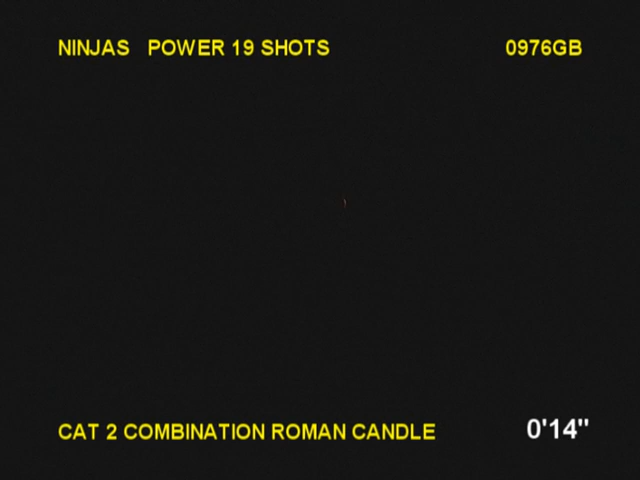 NINJAS POWER 19 SHOTS
0976GB
CAT 2 COMBINATION ROMAN CANDLE
0'14"